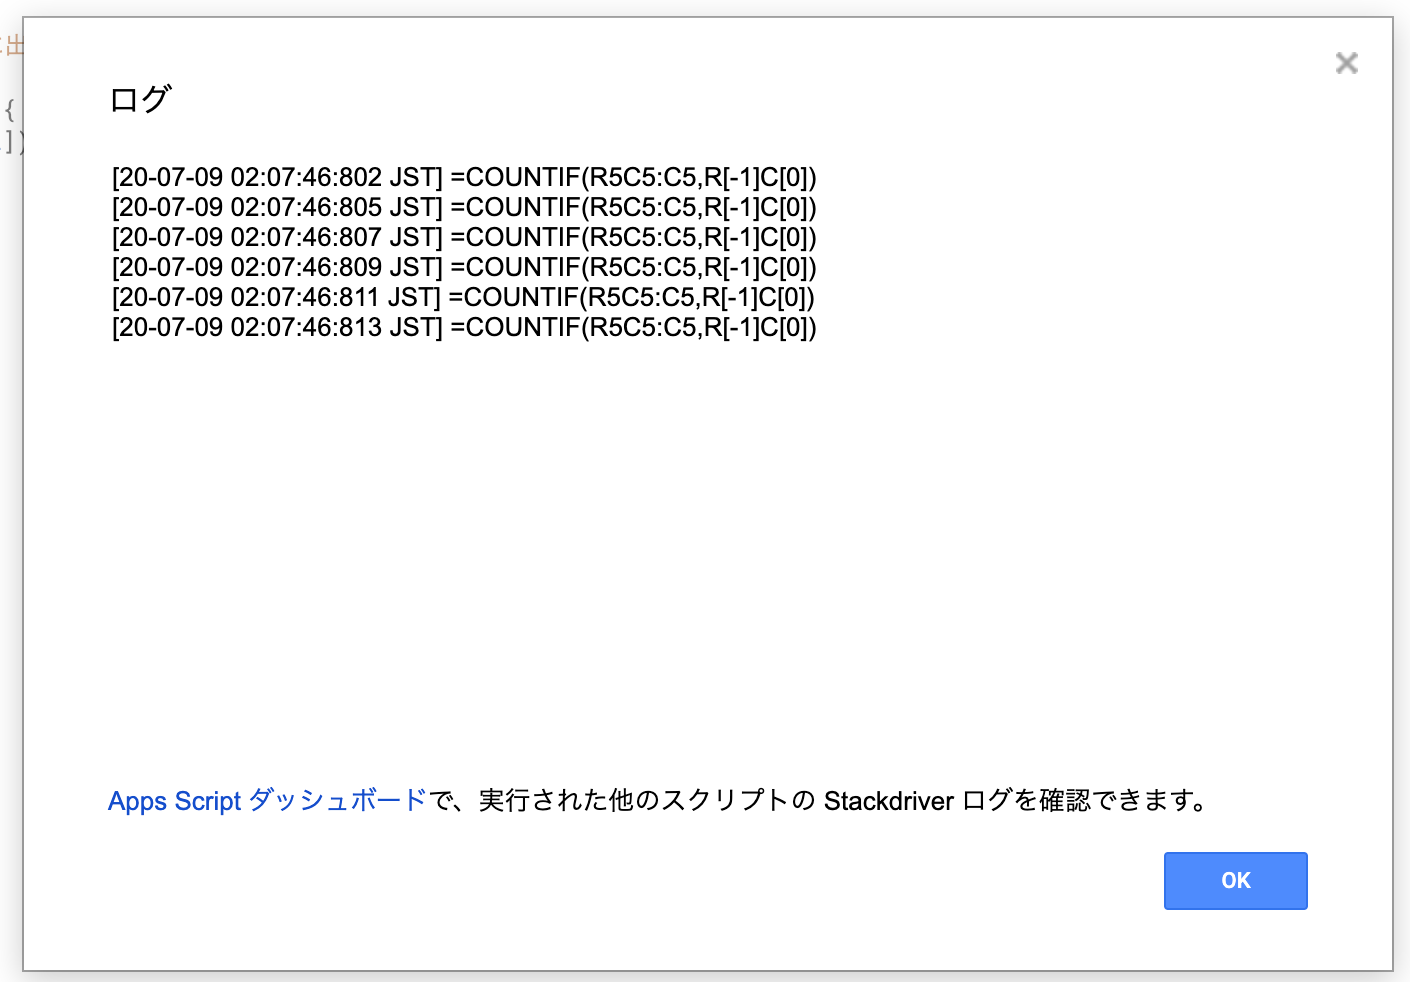 出
{
])
ログ
[20-07-09 02:07:46:802 JST] =COUNTIF(R5C5:C5,R[-1]C[0])
[20-07-09 02:07:46:805 JST] =COUNTIF(R5C5:C5,R[-1]C[0])
[20-07-09 02:07:46:807 JST] =COUNTIF(R5C5:C5,R[-1]C[0])
[20-07-09 02:07:46:809 JST] =COUNTIF(R5C5:C5,R[-1]C[0])
[20-07-09 02:07:46:811 JST] =COUNTIF(R5C5:C5,R[-1]C[0])
[20-07-09 02:07:46:813 JST] =COUNTIF(R5C5:C5,R[-1]C[0])
Apps Script ダッシュボードで、実行された他のスクリプトの Stackdriver ログを確認できます。
OK